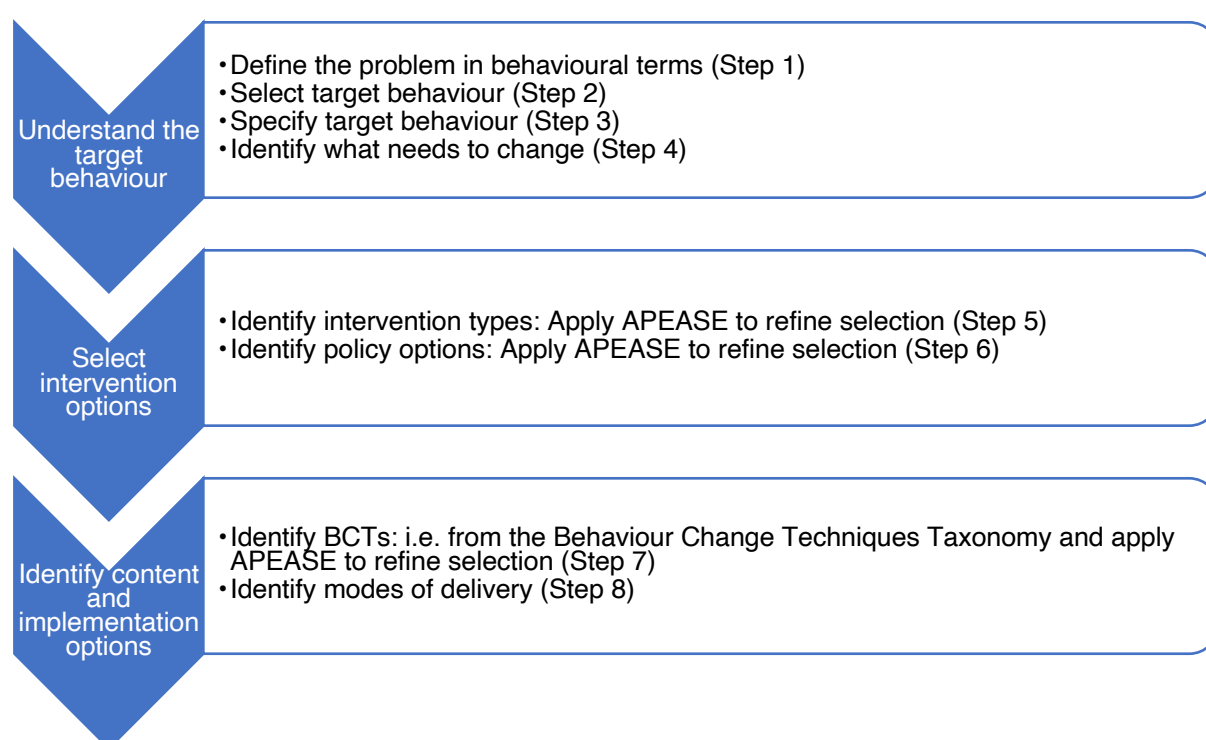 Understand the
target
behaviour
•Define the problem in behavioural terms (Step 1)
•Select target behaviour (Step 2)
•Specify target behaviour (Step 3)
•Identify what needs to change (Step 4)
Select
intervention
options
•Identify intervention types: Apply APEASE to refine selection (Step 5)
•Identify policy options: Apply APEASE to refine selection (Step 6)
Identify content
and
implementation
options
•Identify BCTs: i.e. from the Behaviour Change Techniques Taxonomy and apply
APEASE to refine selection (Step 7)
•Identify modes of delivery (Step 8)